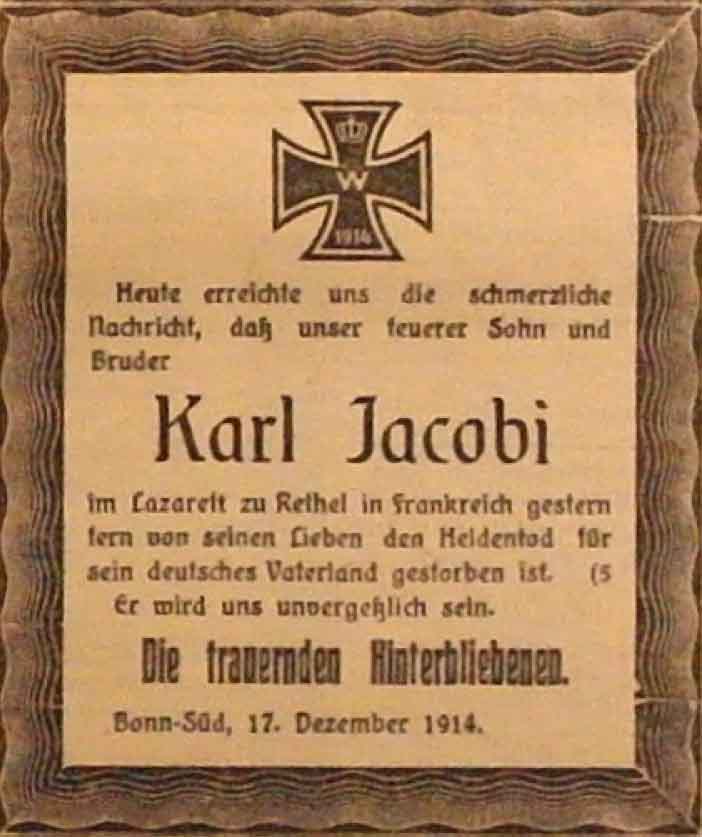 W
1914
Heute erreichte uns die schmerzliche
Nachricht, daß unser teuerer Sohn und
Bruder
Karl Jacobi
im Lazarett zu Rethel in Frankreich gestern
fern von seinen Lieben den Heldentod für
sein deutsches Vaterland gestorben ist. (5
Er wird uns unvergeßlich sein.
Die trauernden Hinterbliebenen.
Bonn-Süd, 17. Dezember 1914.